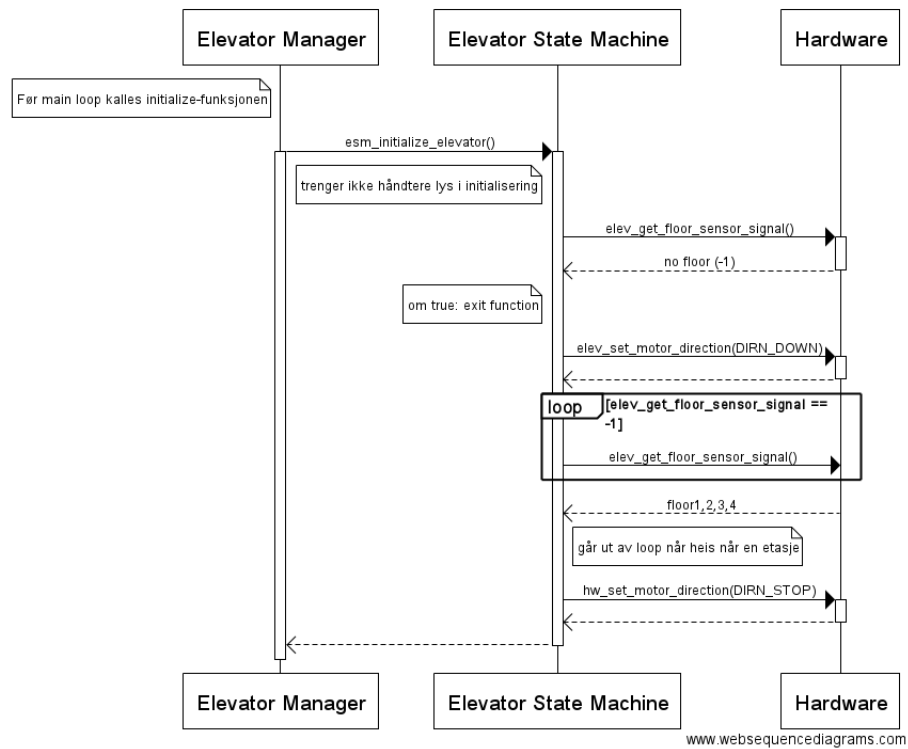 Elevator Manager
Elevator State Machine
Hardware
Før main loop kalles initialize-funksjonen
esm_initialize_elevator()
trenger ikke håndtere lys i initialisering
elev_get_floor_sensor_signal()
no floor (-1)
om true: exit function
elev_set_motor_direction(DIRN_DOWN)
loop
[elev_get_floor_sensor_signal ==
-1]
elev_get_floor_sensor_signal()
floor1,2,3,4
går ut av loop når heis når en etasje
hw_set_motor_direction(DIRN_STOP)
Elevator Manager
Elevator State Machine
Hardware
www.websequencediagrams.com